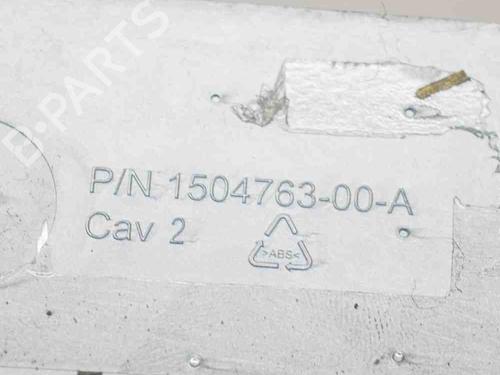 B-PARTS
P/N 1504763-00-A
Cav 2
>ABS<